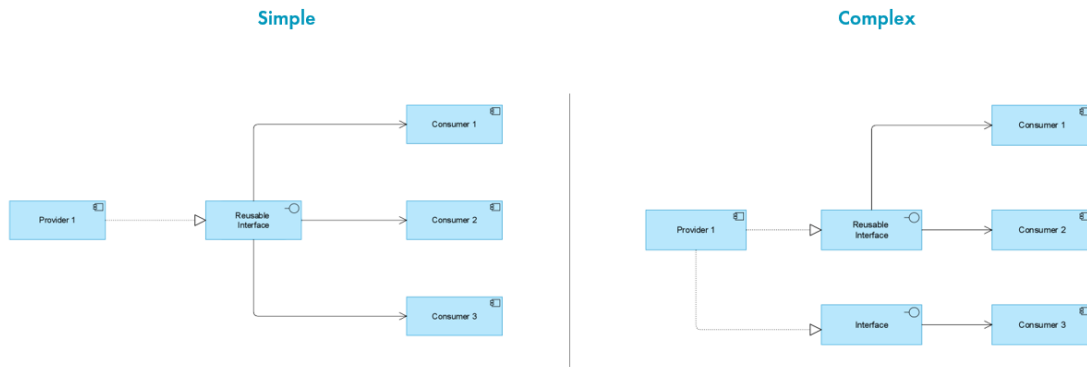 Simple
Consumer 1
Provider 1
Reusable
Interface
Consumer 2
Consumer 3
Complex
Consumer 1
Provider 1
Reusable
Interface
Consumer 2
Interface
Consumer 3